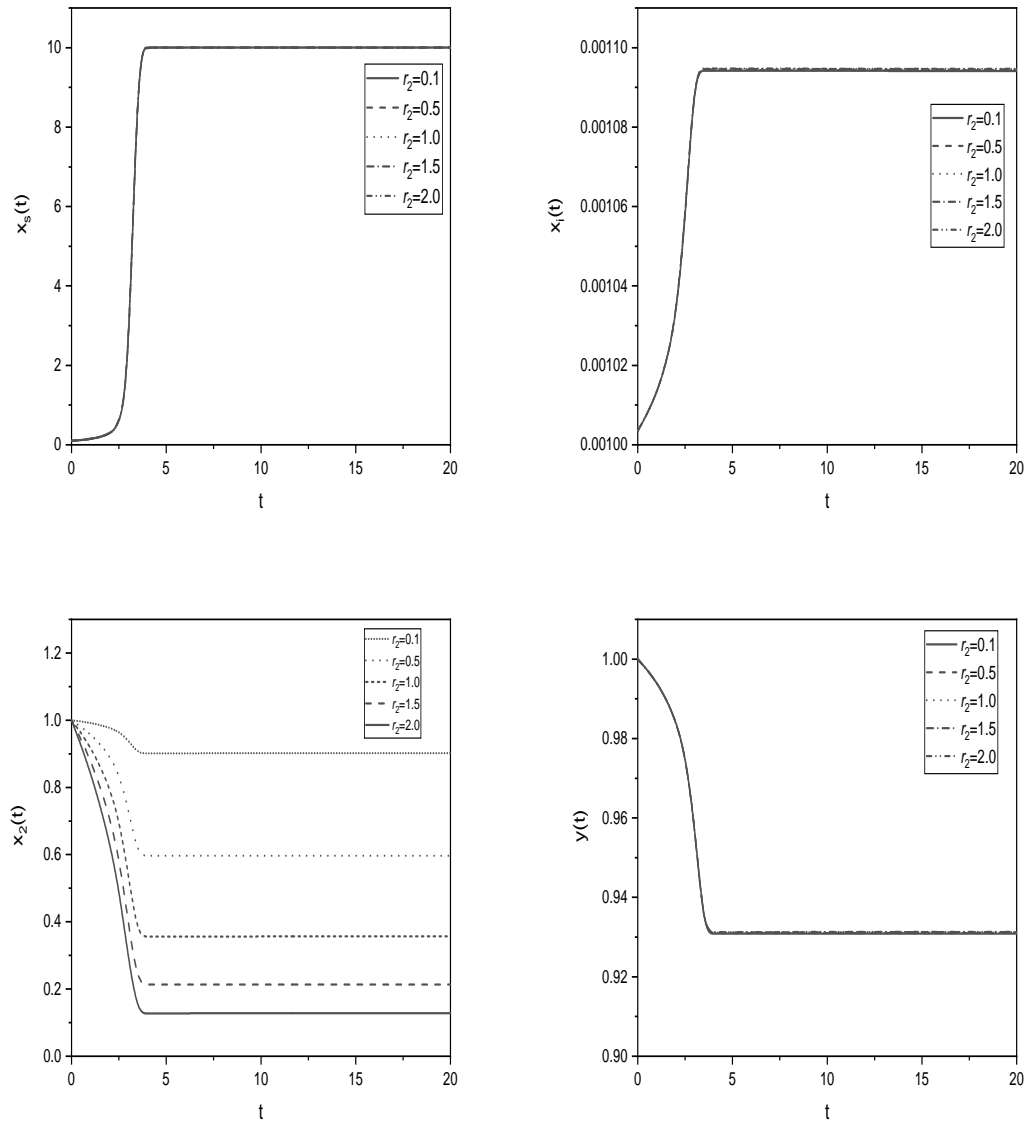 10
8
6
4
2
0
x_s(t)
0 5 10 15 20
t
r_2=0.1
r_2=0.5
r_2=1.0
r_2=1.5
r_2=2.0
0.00110
0.00108
0.00106
0.00104
0.00102
0.00100
x_i(t)
0 5 10 15 20
t
r_2=0.1
r_2=0.5
r_2=1.0
r_2=1.5
r_2=2.0
1.2
1.0
0.8
0.6
0.4
0.2
0.0
x_2(t)
0 5 10 15 20
t
r_2=0.1
r_2=0.5
r_2=1.0
r_2=1.5
r_2=2.0
1.00
0.98
0.96
0.94
0.92
0.90
y(t)
0 5 10 15 20
t
r_2=0.1
r_2=0.5
r_2=1.0
r_2=1.5
r_2=2.0